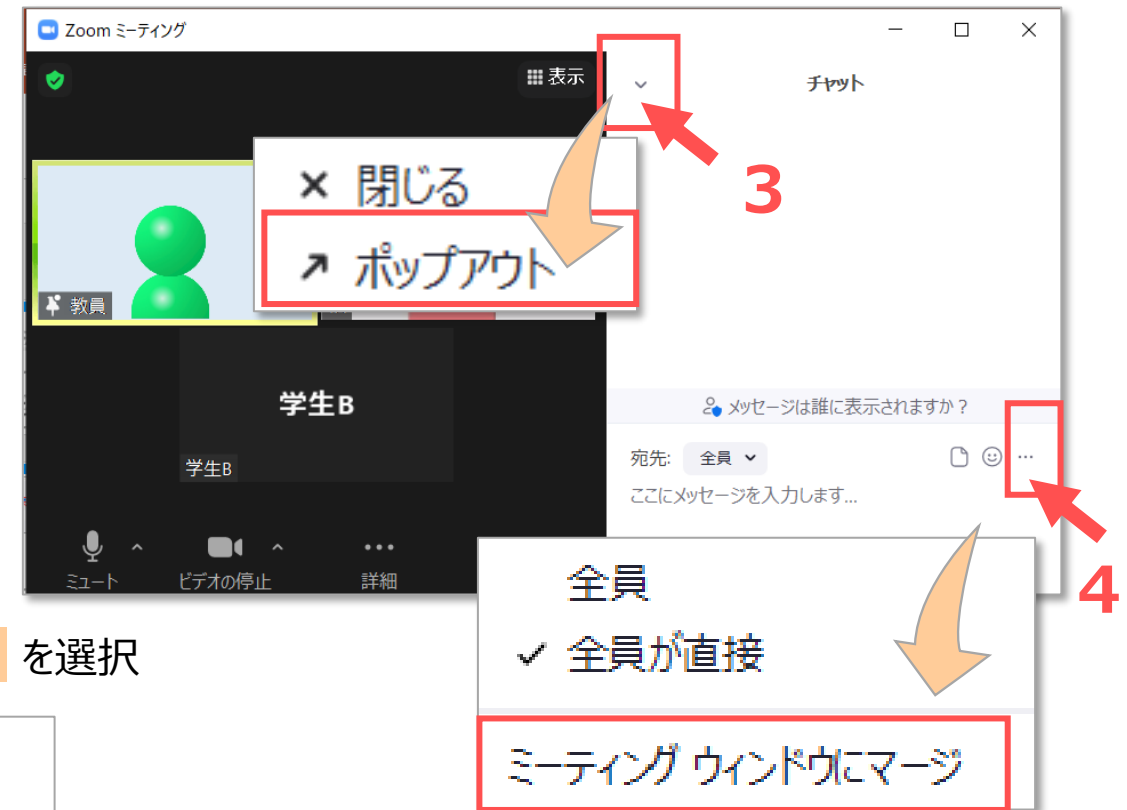 Zoom ミーティング
表示
チャット
3
× 閉じる
ポップアウト
教員
学生B
学生B
メッセージは誰に表示されますか？
宛先: 全員
ここにメッセージを入力します...
4
ミュート
ビデオの停止
詳細
全員
✓ 全員が直接
ミーティング ウィンドウにマージ
を選択